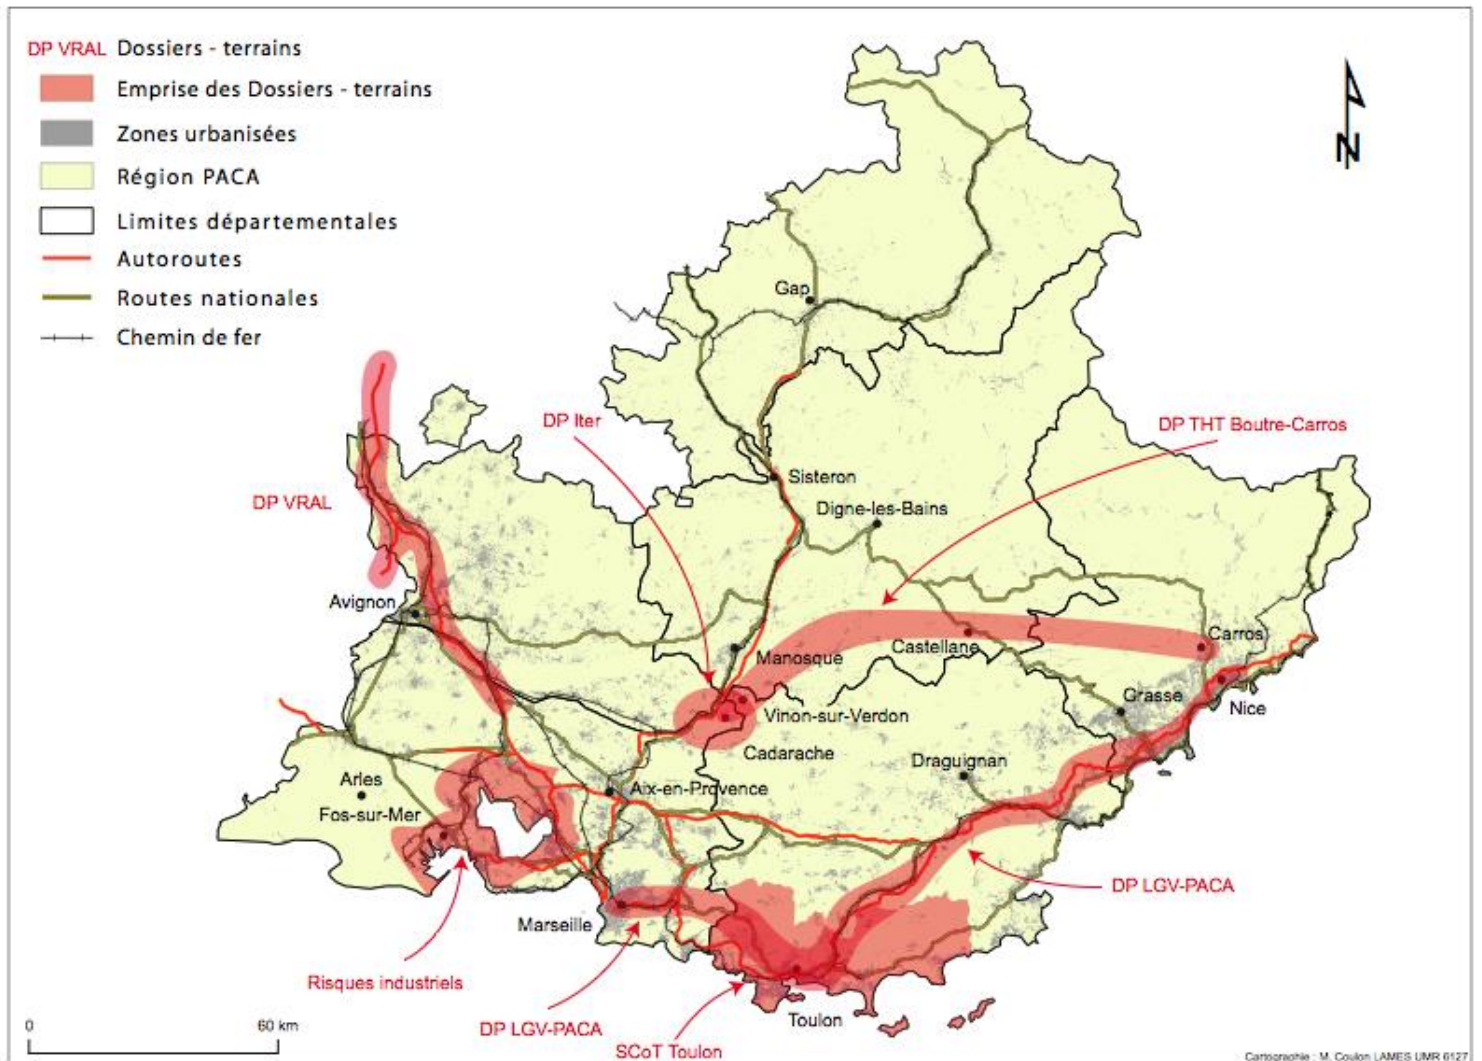 DP VRAL Dossiers - terrains
Emprise des Dossiers - terrains
Zones urbanisées
Région PACA
Limites départementales
Autoroutes
Routes nationales
Chemin de fer
N
Gap
DP Iter
DP THT Boutre-Carros
Sisteron
DP VRAL
Digne-les-Bains
Avignon
Carros
Manosque
Castellane
Grasse
Nice
Vinon-sur-Verdon
Cadarache
Draguignan
Arles
Aix-en-Provence
Fos-sur-Mer
DP LGV-PACA
Marseille
Risques industriels
Toulon
DP LGV-PACA
0
60 km
SCoT Toulon
Cartographie : M. Coulon LAMES UMR 6127